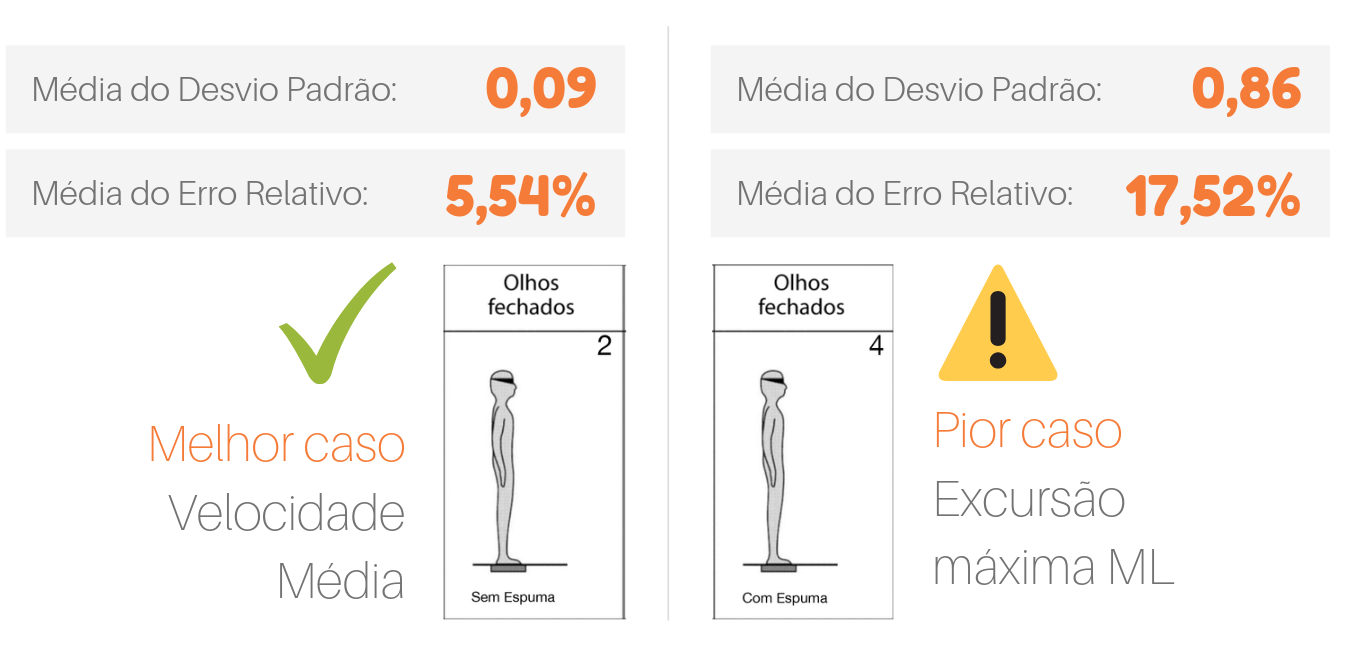 Média do Desvio Padrão: 0,09
Média do Erro Relativo: 5,54%
Olhos
fechados
2
Sem Espuma
Melhor caso
Velocidade
Média
Média do Desvio Padrão: 0,86
Média do Erro Relativo: 17,52%
Olhos
fechados
4
Com Espuma
Pior caso
Excursão
máxima ML